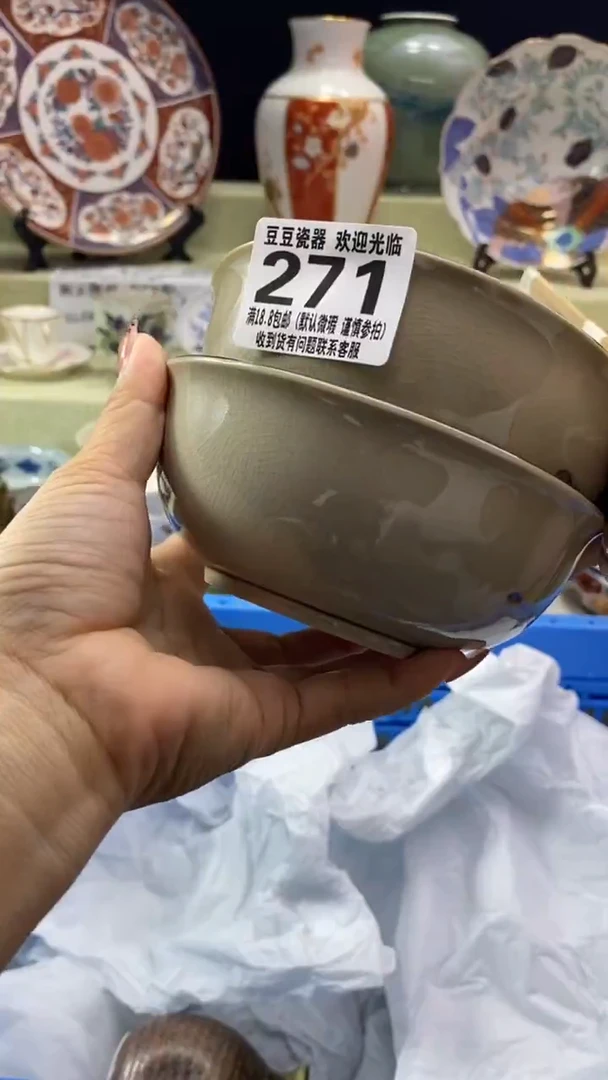 豆豆瓷器 欢迎光临
271
满18.8包邮（默认微瑕 谨慎参拍）
收到货有问题联系客服